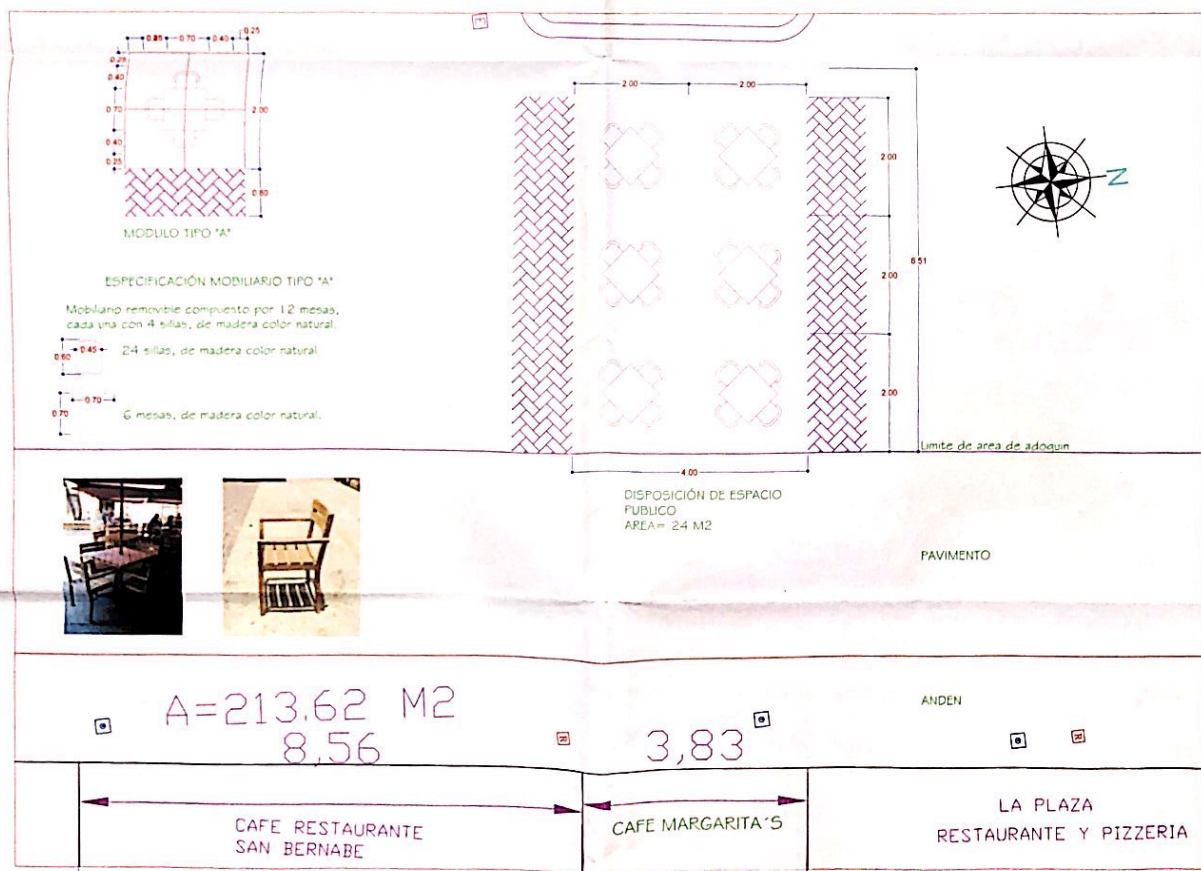 0.25
0.70
0.40
0.25
0.25
0.40
0.70
0.40
0.25
2.00
0.60
MODULO TIPO "A"
ESPECIFICACIÓN MOBILIARIO TIPO "A"
Mobiliario removible compuesto por 12 mesas,
cada una con 4 sillas, de madera color natural.
0.60
0.45
24 sillas, de madera color natural
0.70
0.70
6 mesas, de madera color natural.
2.00
2.00
2.00
2.00
2.00
6.51
N
Limite de area de adoquin
4.00
DISPOSICIÓN DE ESPACIO
PUBLICO
AREA= 24 M2
PAVIMENTO
A=213.62 M2
8,56
3,83
ANDEN
R
R
CAFE RESTAURANTE
SAN BERNABE
CAFE MARGARITA´S
LA PLAZA
RESTAURANTE Y PIZZERIA